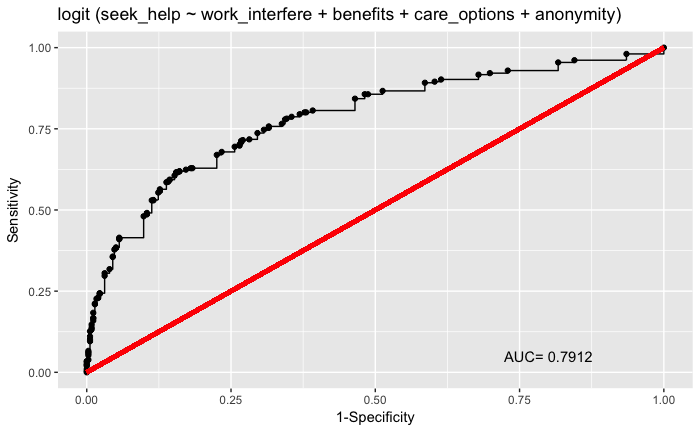 logit (seek_help ~ work_interfere + benefits + care_options + anonymity)
1.00
0.75
0.50
0.25
0.00
Sensitivity
AUC= 0.7912
0.00 0.25 0.50 0.75 1.00
1-Specificity